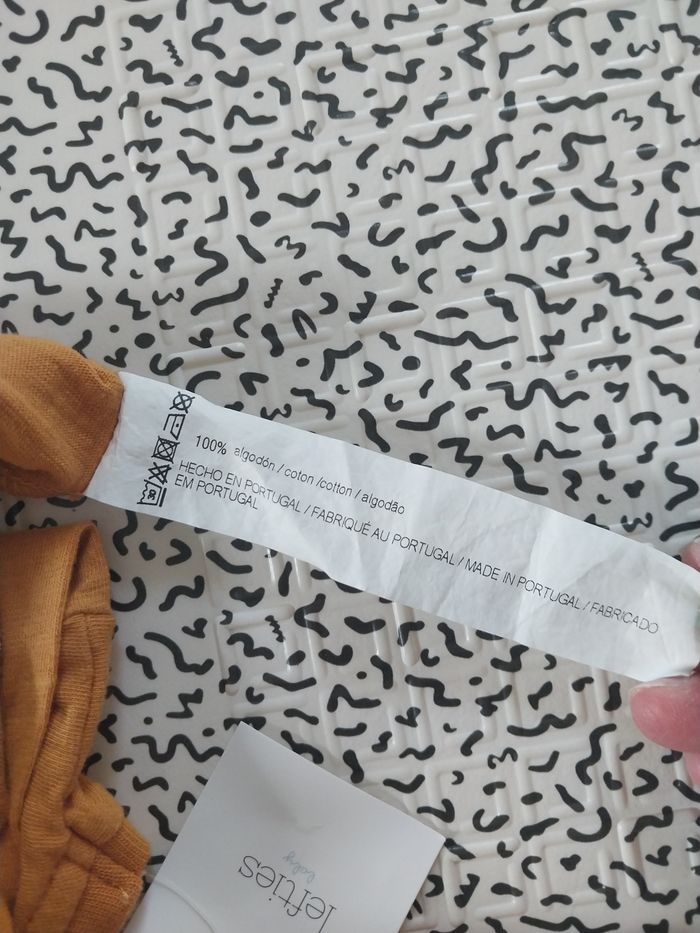 100% algodón / coton /cotton / algodão
HECHO EN PORTUGAL / FABRIQUÉ AU PORTUGAL / MADE IN PORTUGAL / FABRICADO
EM PORTUGAL
lefties
baby